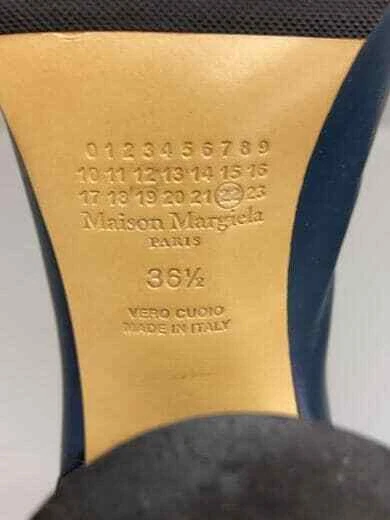 0 1 2 3 4 5 6 7 8 9
10 11 12 13 14 15 16
17 18 19 20 21 22 23
Maison Margiela
PARIS
36½
VERO CUOIO
MADE IN ITALY